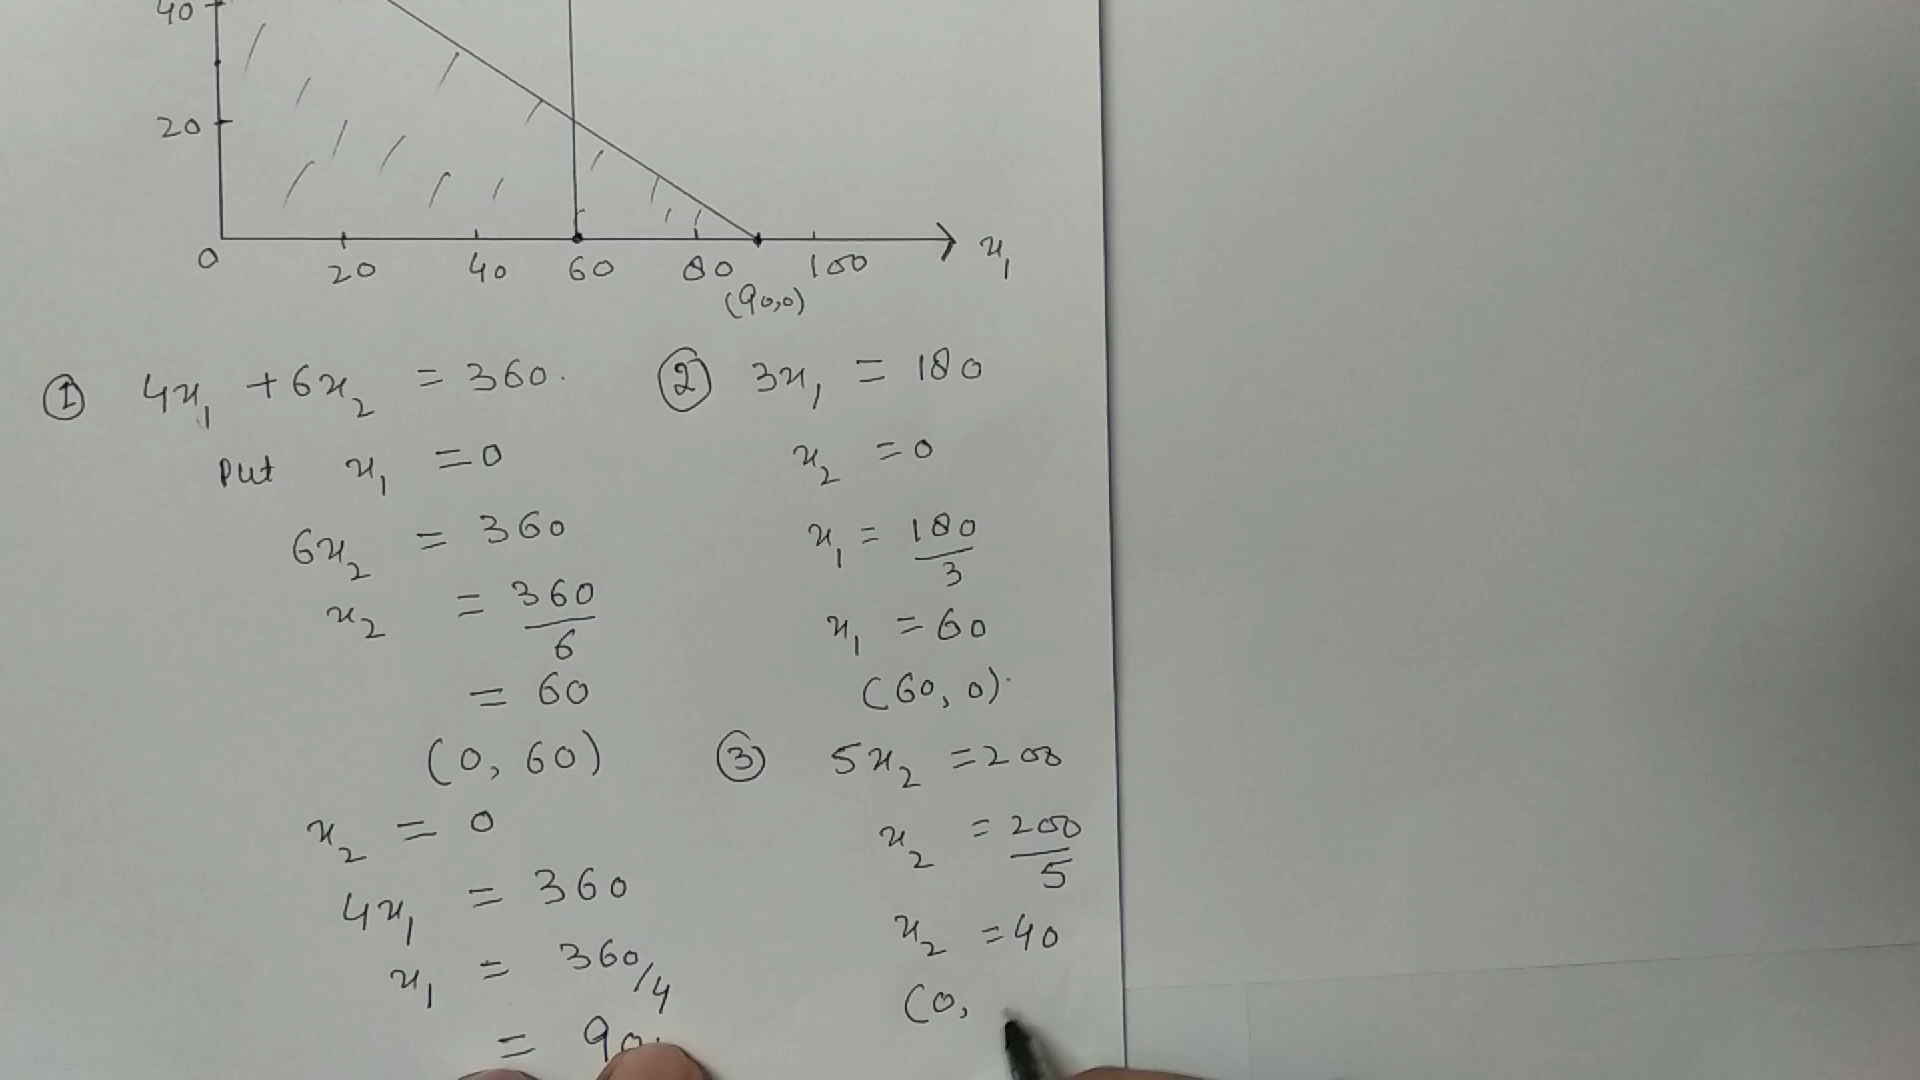 40
20
0 20 40 60 80 100 x₁
(90,0)
① 4x₁ + 6x₂ = 360.
Put x₁ = 0
6x₂ = 360
x₂ = 360/6
= 60
(0, 60)
x₂ = 0
4x₁ = 360
x₁ = 360/4
= 90
② 3x₁ = 180
x₂ = 0
x₁ = 180/3
x₁ = 60
(60, 0).
③ 5x₂ = 200
x₂ = 200/5
x₂ = 40
(0,